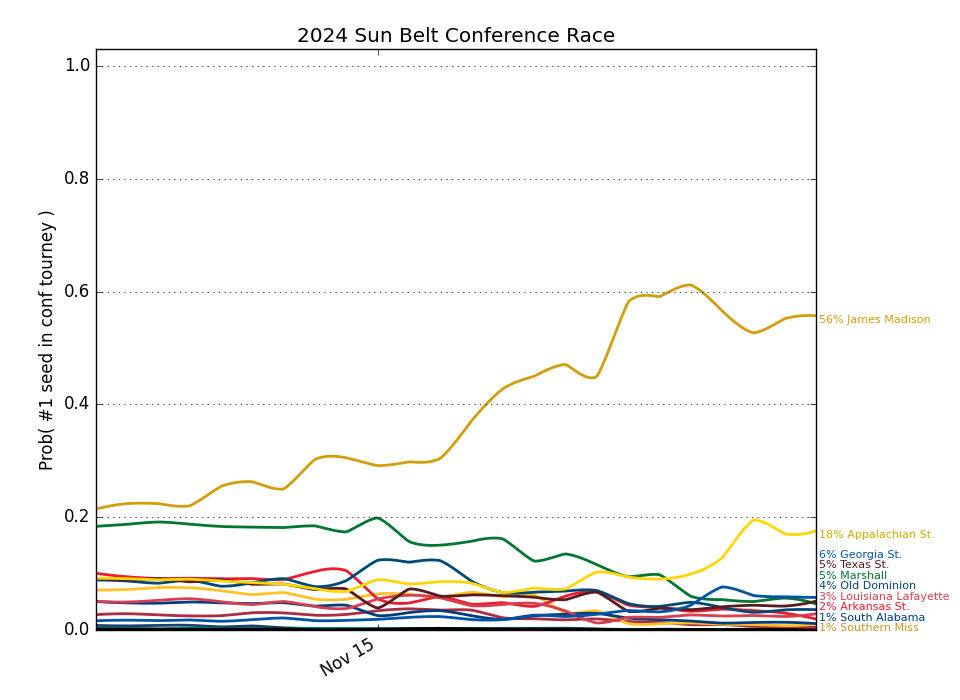 2024 Sun Belt Conference Race
1.0
0.8
0.6
0.4
0.2
0.0
Prob( #1 seed in conf tourney )
Nov 15
56% James Madison
18% Appalachian St.
6% Georgia St.
5% Texas St.
5% Marshall
4% Old Dominion
3% Louisiana Lafayette
2% Arkansas St.
1% South Alabama
1% Southern Miss